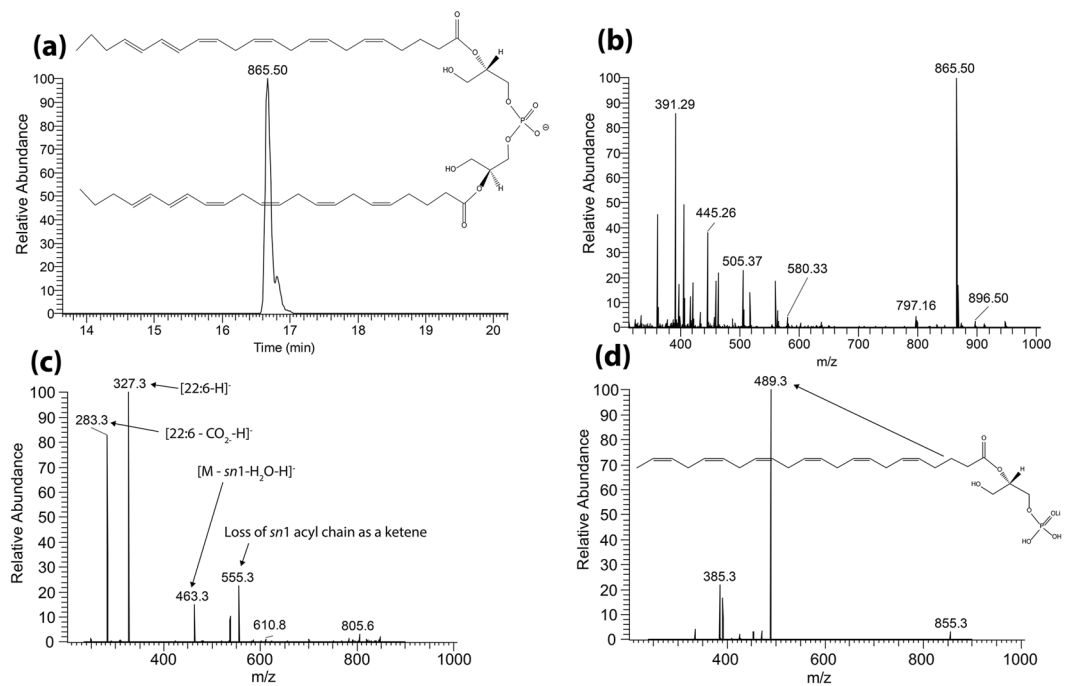 (a)
865.50
100
90
80
70
60
50
40
30
20
10
0
Relative Abundance
14 15 16 17 18 19 20
Time (min)
O
O
H
HO
O
O
P
O
⊖
O
HO
H
O
O
(b)
865.50
391.29
445.26
505.37
580.33
797.16
896.50
100
90
80
70
60
50
40
30
20
10
0
Relative Abundance
400 500 600 700 800 900 1000
m/z
(c)
327.3
[22:6-H]-
283.3
[22:6 - CO2-H]-
[M - sn1-H2O-H]-
Loss of sn1 acyl chain as a ketene
555.3
463.3
610.8
805.6
100
90
80
70
60
50
40
30
20
10
0
Relative Abundance
400 600 800 1000
m/z
(d)
489.3
385.3
855.3
O
O
H
HO
O
OLi
P
HO
OH
100
90
80
70
60
50
40
30
20
10
0
Relative Abundance
400 600 800 1000
m/z